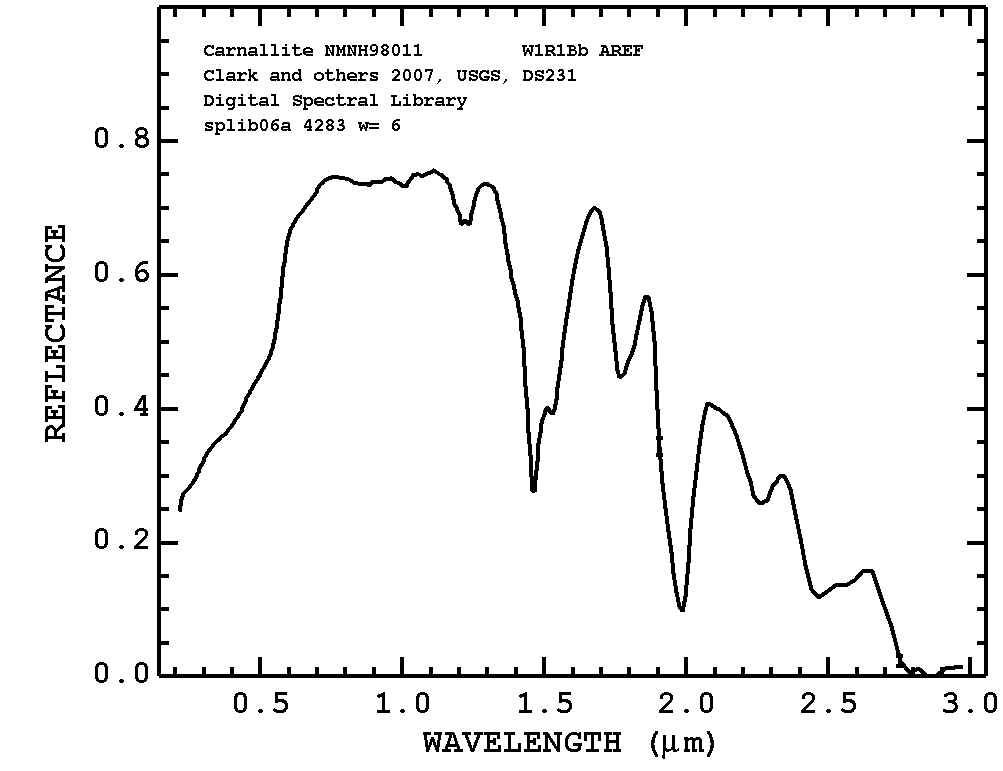 Carnallite NMNH98011 W1R1Bb AREF
Clark and others 2007, USGS, DS231
Digital Spectral Library
splib06a 4283 w= 6
0.8
0.6
0.4
0.2
0.0
REFLECTANCE
0.5 1.0 1.5 2.0 2.5 3.0
WAVELENGTH (μm)